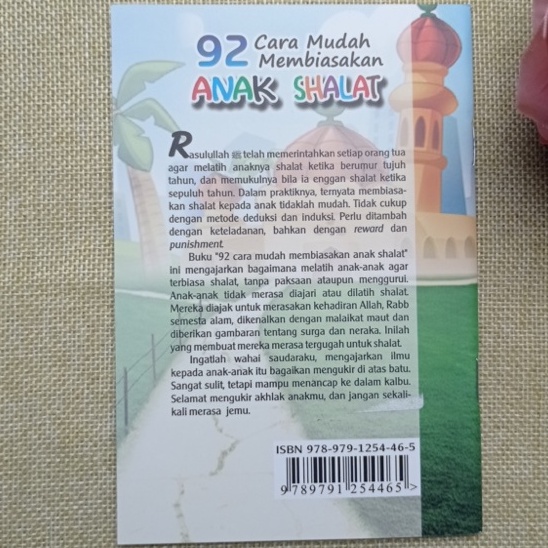 92 Cara Mudah
Membiasakan
ANAK SHALAT
Rasulullah ﷺ telah memerintahkan setiap orang tua
agar melatih anaknya shalat ketika berumur tujuh
tahun, dan memukulnya bila ia enggan shalat ketika
sepuluh tahun. Dalam praktiknya, ternyata membiasa-
kan shalat kepada anak tidaklah mudah. Tidak cukup
dengan metode deduksi dan induksi. Perlu ditambah
dengan keteladanan, bahkan dengan reward dan
punishment.
Buku "92 cara mudah membiasakan anak shalat"
ini mengajarkan bagaimana melatih anak-anak agar
terbiasa shalat, tanpa paksaan ataupun menggurui.
Anak-anak tidak merasa diajari atau dilatih shalat.
Mereka diajak untuk merasakan kehadiran Allah, Rabb
semesta alam, dikenalkan dengan malaikat maut dan
diberikan gambaran tentang surga dan neraka. Inilah
yang membuat mereka merasa tergugah untuk shalat.
Ingatlah wahai saudaraku, mengajarkan ilmu
kepada anak-anak itu bagaikan mengukir di atas batu.
Sangat sulit, tetapi mampu menancap ke dalam kalbu.
Selamat mengukir akhlak anakmu, dan jangan sekali-
kali merasa jemu.
ISBN 978-979-1254-46-5
9 789791 254465 >